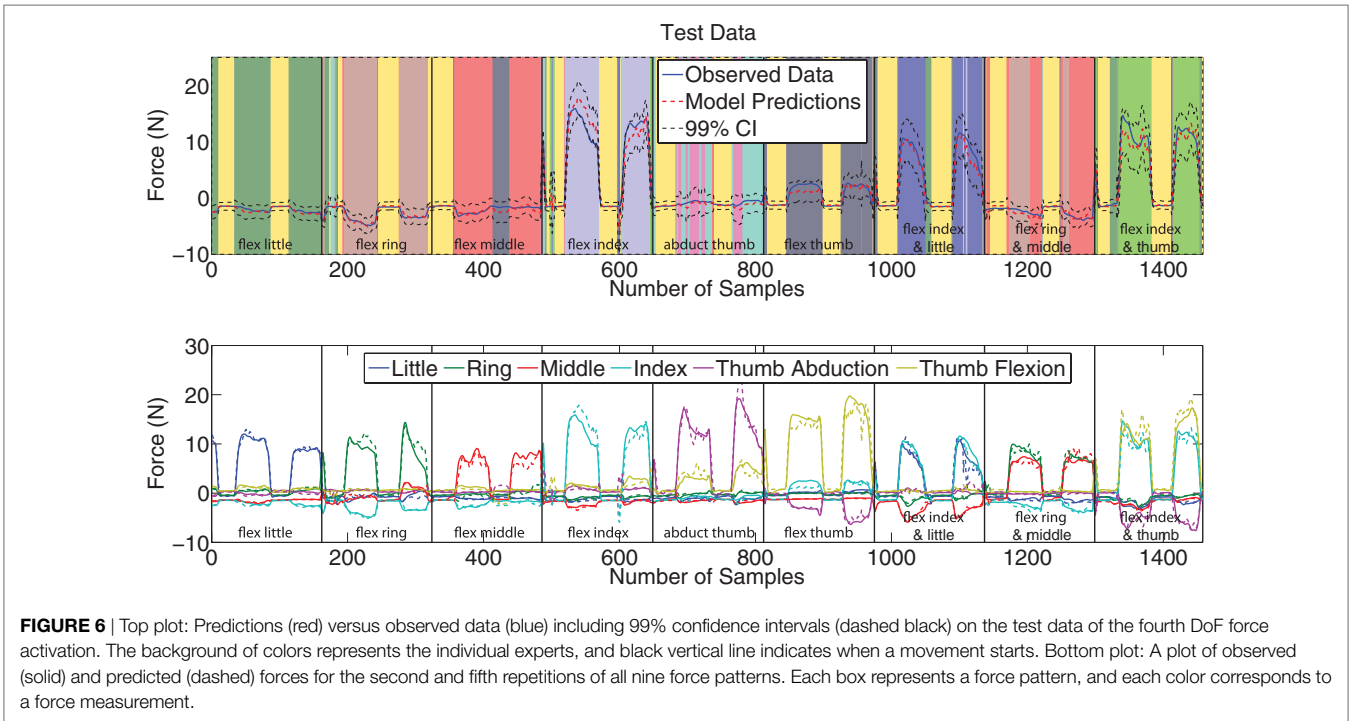 Test Data
Observed Data
Model Predictions
99% CI
Force (N)
20
10
0
−10
flex little
flex ring
flex middle
flex index
abduct thumb
flex thumb
flex index
& little
flex ring
& middle
flex index
& thumb
0 200 400 600 800 1000 1200 1400
Number of Samples
Little Ring Middle Index Thumb Abduction Thumb Flexion
Force (N)
30
20
10
0
−10
flex little
flex ring
flex middle
flex index
abduct thumb
flex thumb
flex index
& little
flex ring
& middle
flex index
& thumb
0 200 400 600 800 1000 1200 1400
Number of Samples
FIGURE 6 | Top plot: Predictions (red) versus observed data (blue) including 99% confidence intervals (dashed black) on the test data of the fourth DoF force
activation. The background of colors represents the individual experts, and black vertical line indicates when a movement starts. Bottom plot: A plot of observed
(solid) and predicted (dashed) forces for the second and fifth repetitions of all nine force patterns. Each box represents a force pattern, and each color corresponds to
a force measurement.